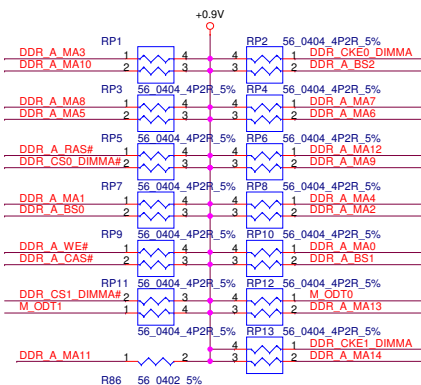 +0.9V
RP1 RP2 56_0404_4P2R_5%
DDR_A_MA3 1 4 4 1 DDR_CKE0_DIMMA
DDR_A_MA10 2 3 3 2 DDR_A_BS2
RP3 56_0404_4P2R_5% RP4 56_0404_4P2R_5%
DDR_A_MA8 1 4 4 1 DDR_A_MA7
DDR_A_MA5 2 3 3 2 DDR_A_MA6
RP5 56_0404_4P2R_5% RP6 56_0404_4P2R_5%
DDR_A_RAS# 1 4 4 1 DDR_A_MA12
DDR_CS0_DIMMA# 2 3 3 2 DDR_A_MA9
RP7 56_0404_4P2R_5% RP8 56_0404_4P2R_5%
DDR_A_MA1 1 4 4 1 DDR_A_MA4
DDR_A_BS0 2 3 3 2 DDR_A_MA2
RP9 56_0404_4P2R_5% RP10 56_0404_4P2R_5%
DDR_A_WE# 1 4 4 1 DDR_A_MA0
DDR_A_CAS# 2 3 3 2 DDR_A_BS1
RP11 56_0404_4P2R_5% RP12 56_0404_4P2R_5%
DDR_CS1_DIMMA# 2 3 4 1 M_ODT0
M_ODT1 1 4 3 2 DDR_A_MA13
56_0404_4P2R_5% RP13 56_0404_4P2R_5%
4 1 DDR_CKE1_DIMMA
DDR_A_MA11 1 2 3 2 DDR_A_MA14
R86 56_0402_5%